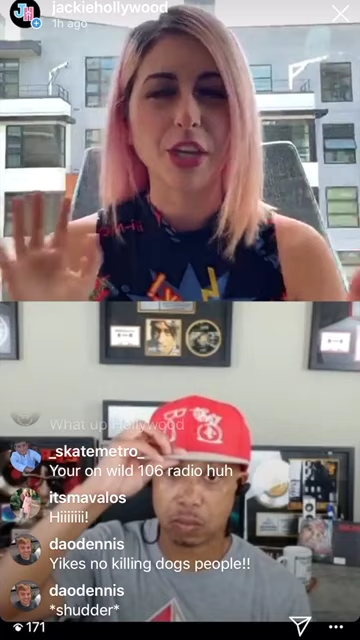 jackiehollywood
1h ago
What up Hollywood
_skatemetro_
Your on wild 106 radio huh
itsmavalos
Hiiiiiii!
daodennis
Yikes no killing dogs people!!
daodennis
*shudder*
171